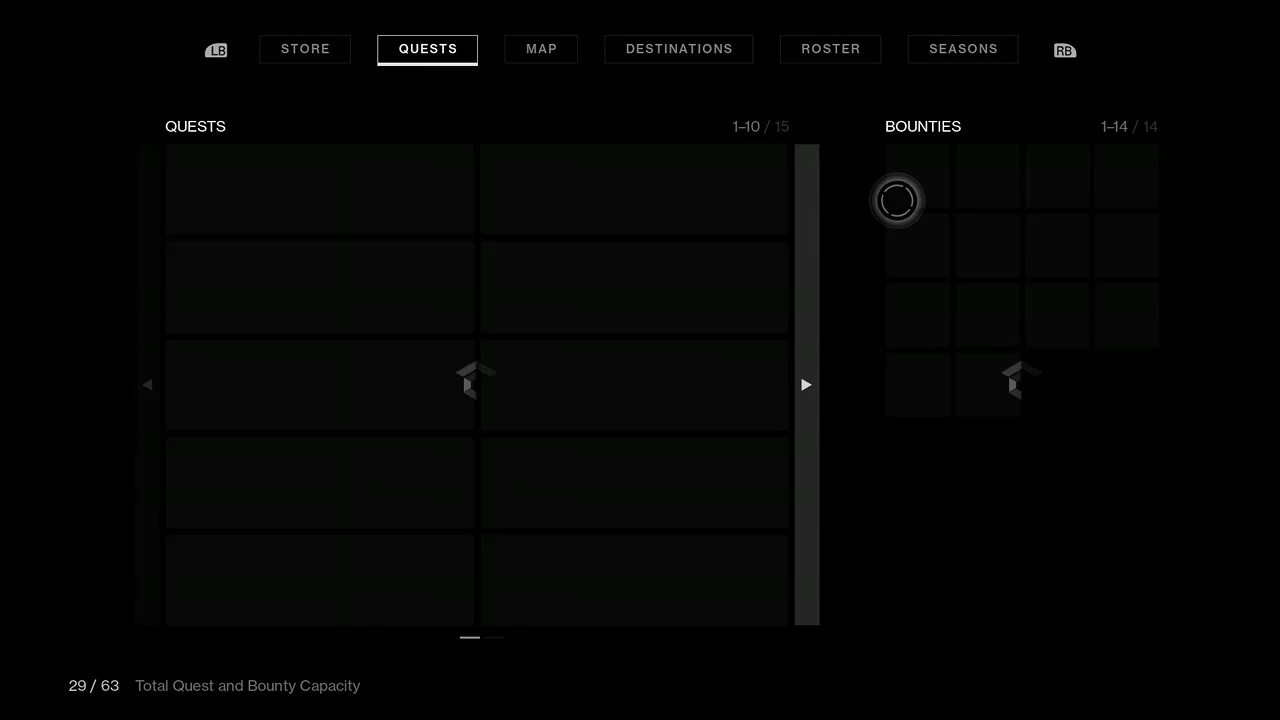 LB STORE QUESTS MAP DESTINATIONS ROSTER SEASONS RB
QUESTS 1–10 / 15
BOUNTIES 1–14 / 14
29 / 63 Total Quest and Bounty Capacity